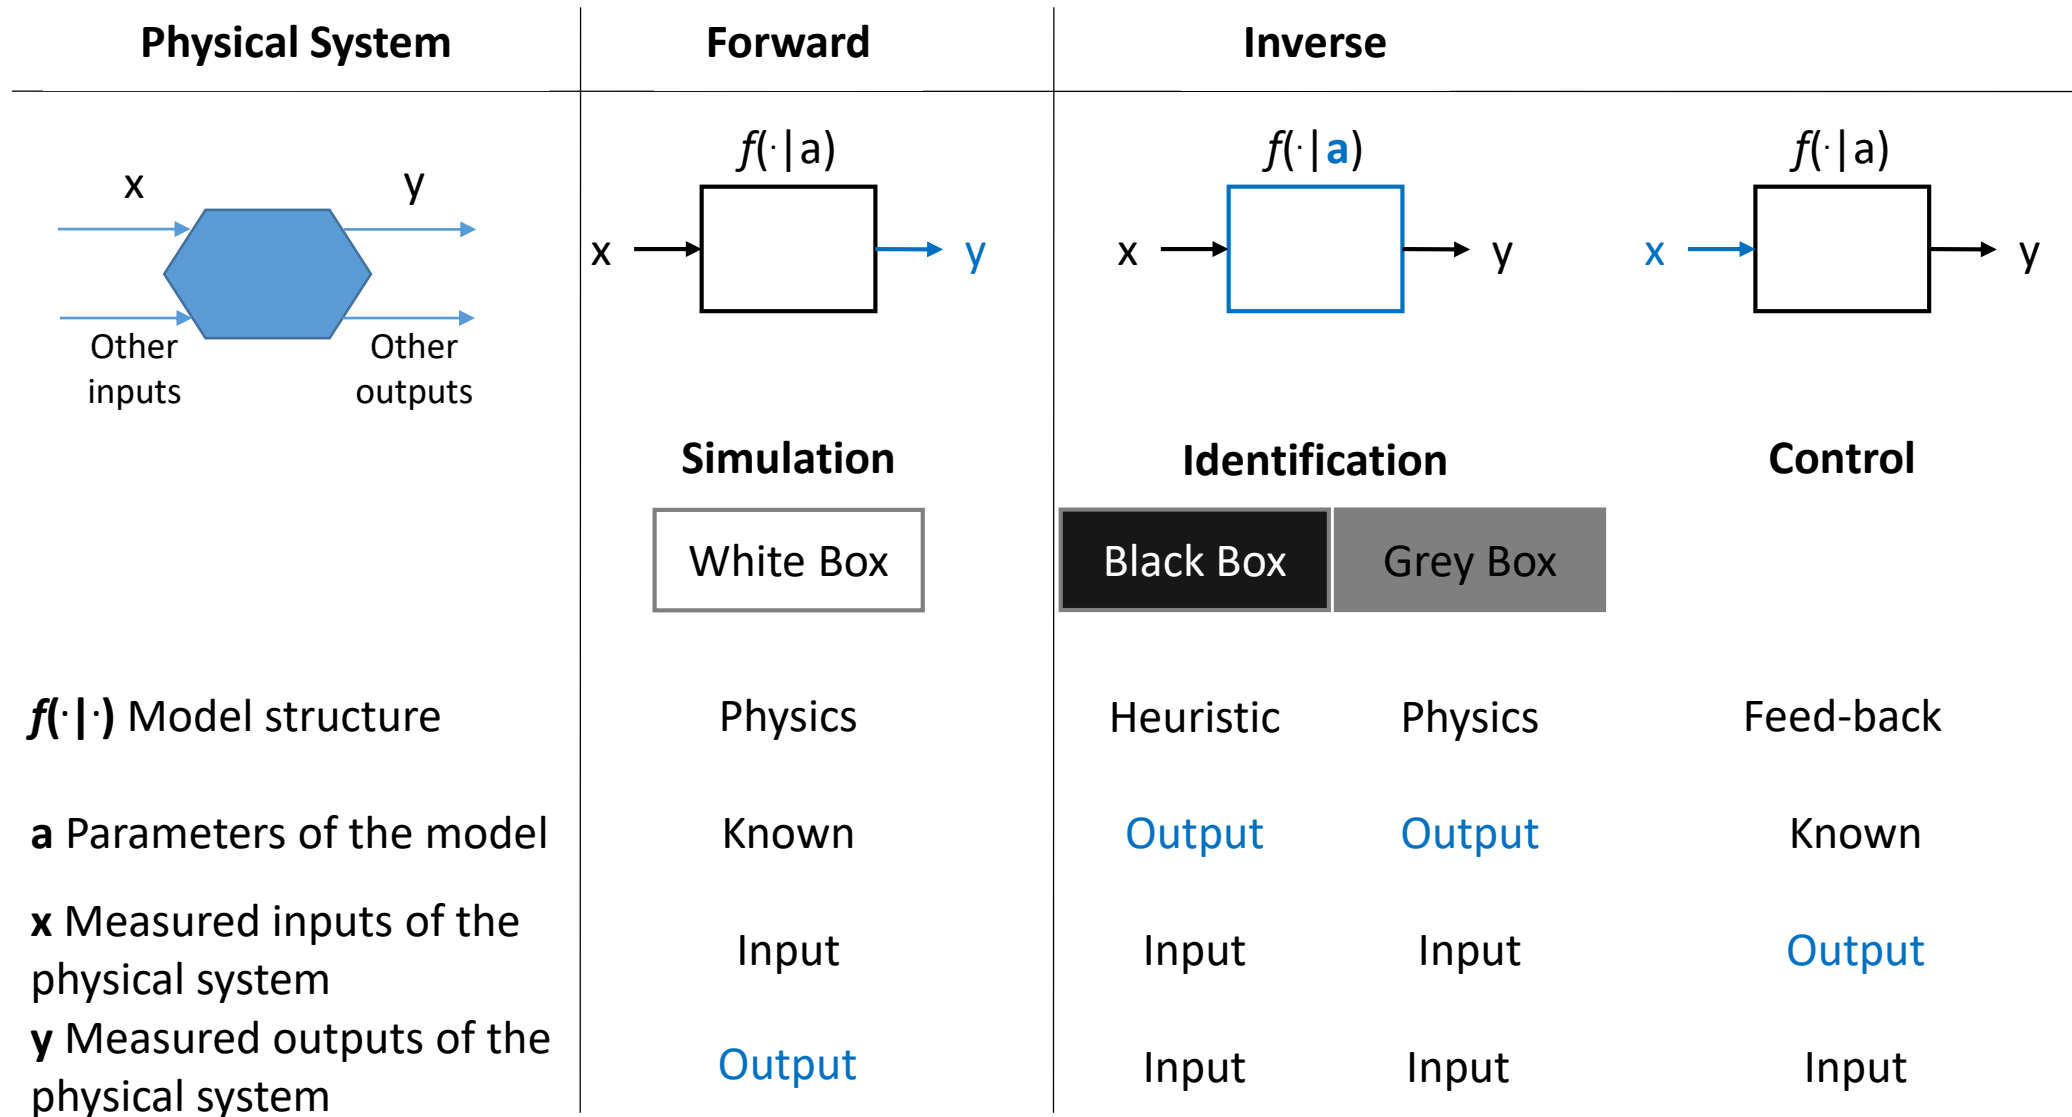 Physical System Forward Inverse
f(·|a) f(·|a) f(·|a)
x y
x y x y x y
Other Other
inputs outputs
Simulation Identification Control
White Box Black Box Grey Box
f(·|·) Model structure Physics Heuristic Physics Feed-back
a Parameters of the model Known Output Output Known
x Measured inputs of the
physical system Input Input Input Output
y Measured outputs of the
physical system Output Input Input Input